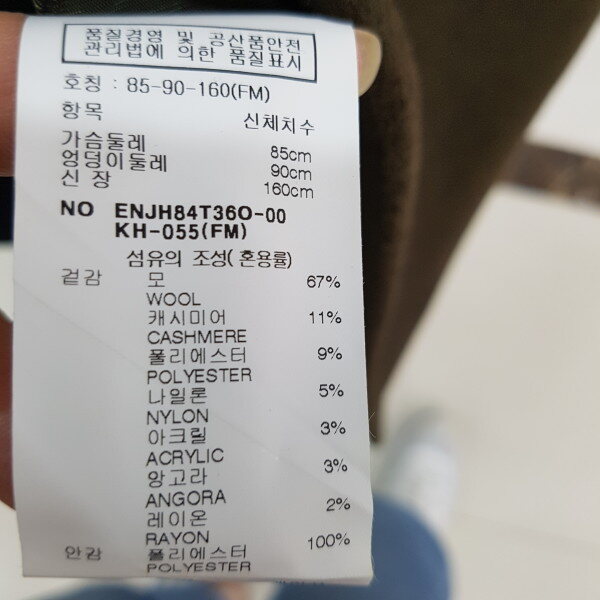 품질경영 및 공산품안전
관리법에 의한 품질표시
호칭 : 85-90-160(FM)
항목 신체치수
가슴둘레 85cm
엉덩이둘레 90cm
신 장 160cm
NO ENJH84T36O-00
KH-055(FM)
섬유의 조성( 혼용률)
겉감 모 67%
WOOL
캐시미어 11%
CASHMERE
폴리에스터 9%
POLYESTER
나일론 5%
NYLON
아크릴 3%
ACRYLIC
앙고라 3%
ANGORA
레이온 2%
RAYON
안감 폴리에스터 100%
POLYESTER